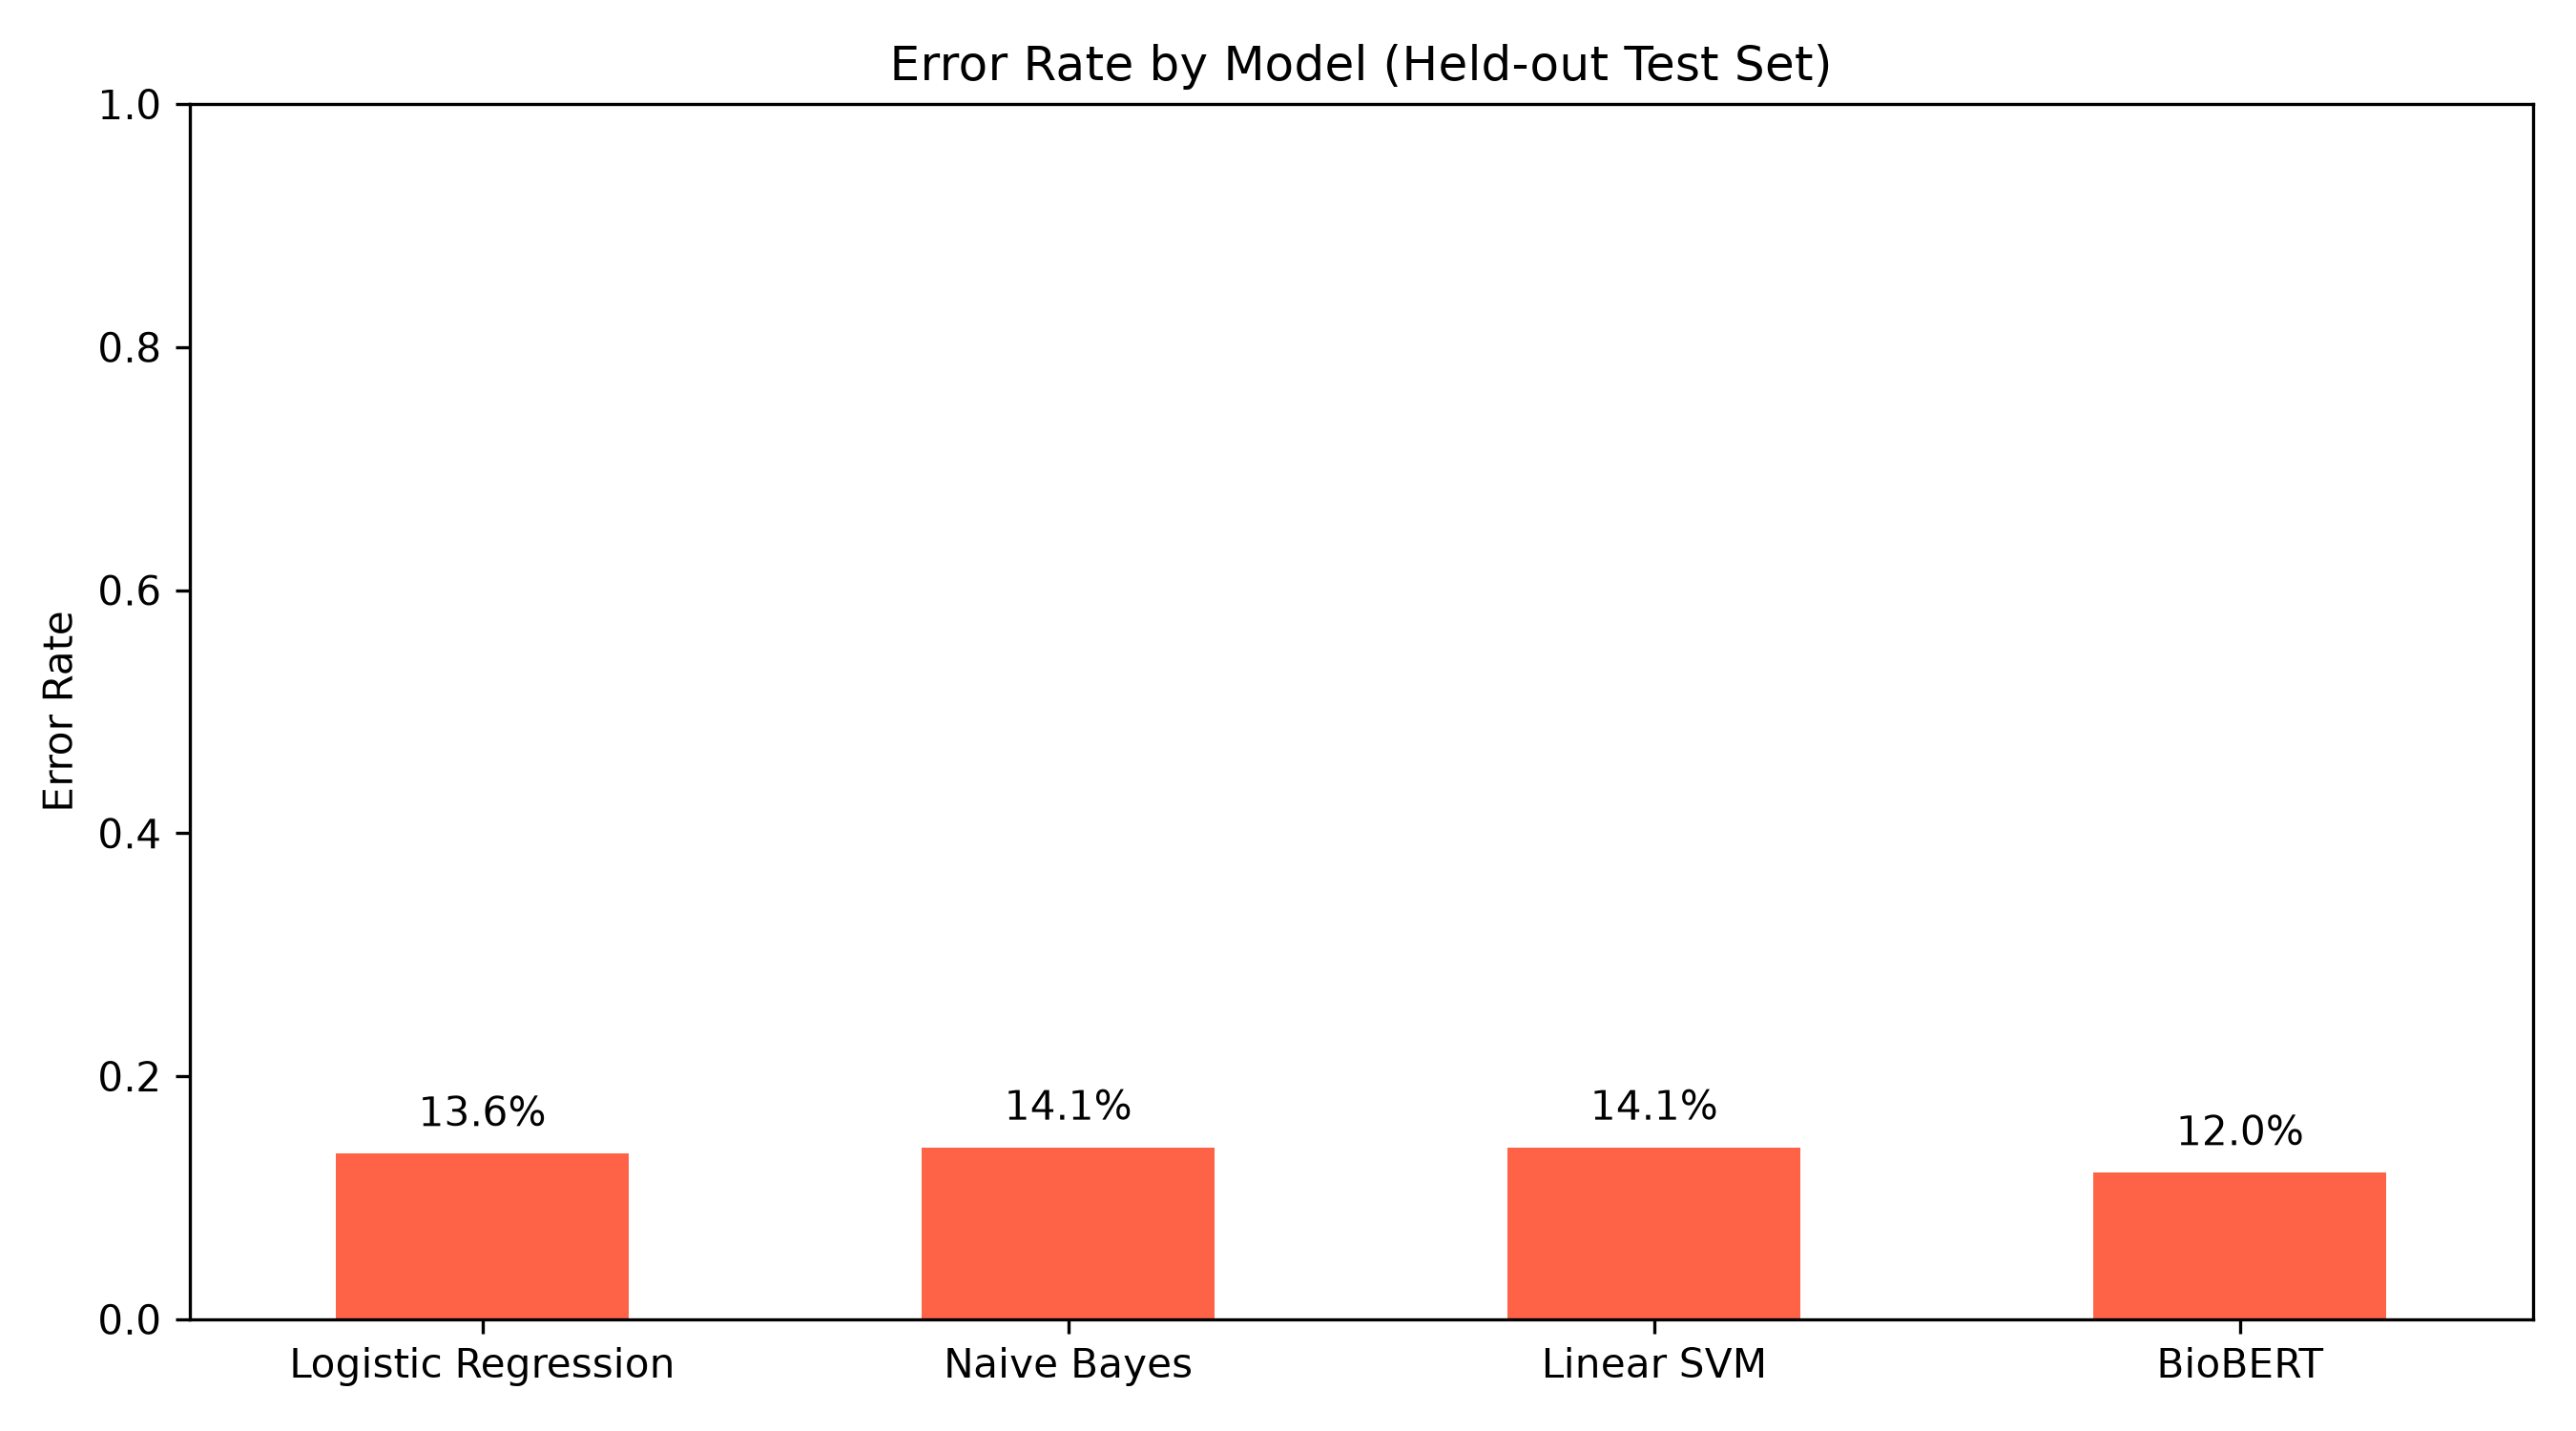 Error Rate by Model (Held-out Test Set)
1.0
0.8
0.6
0.4
0.2
0.0
Error Rate
13.6%
14.1%
14.1%
12.0%
Logistic Regression
Naive Bayes
Linear SVM
BioBERT